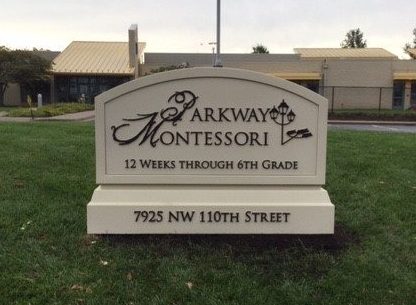 PARKWAY
MONTESSORI
12 WEEKS THROUGH 6TH GRADE
7925 NW 110TH STREET